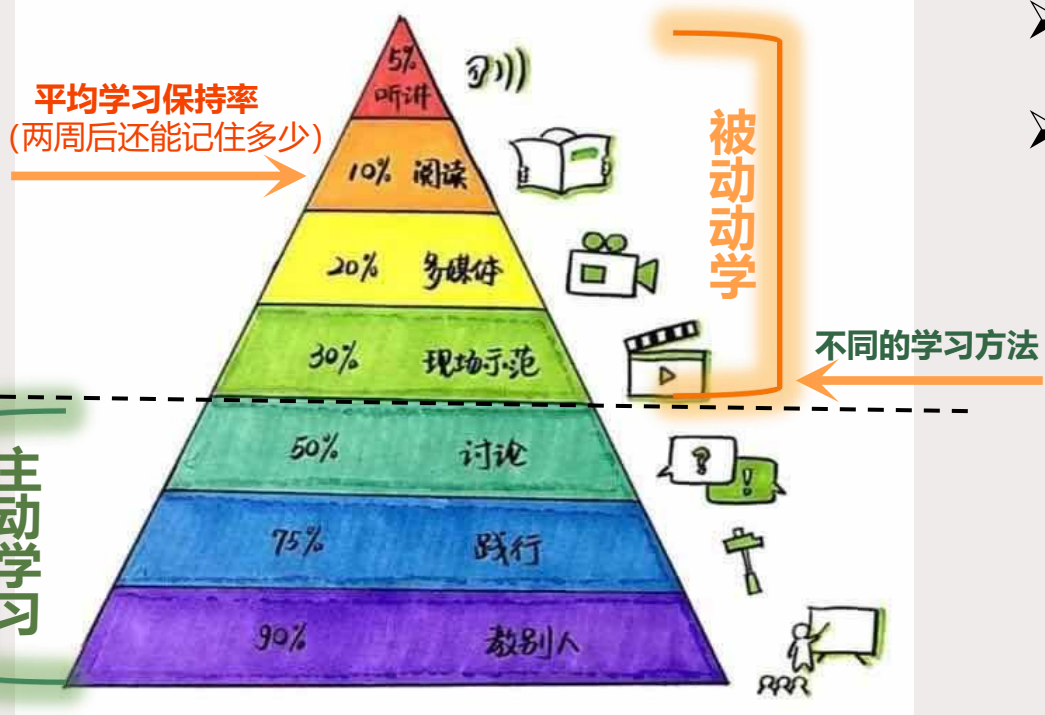 5%
听讲
平均学习保持率
(两周后还能记住多少)
10% 阅读
被动动学
20% 多媒体
30% 现场示范
不同的学习方法
50% 讨论
主动学习
75% 践行
90% 教别人